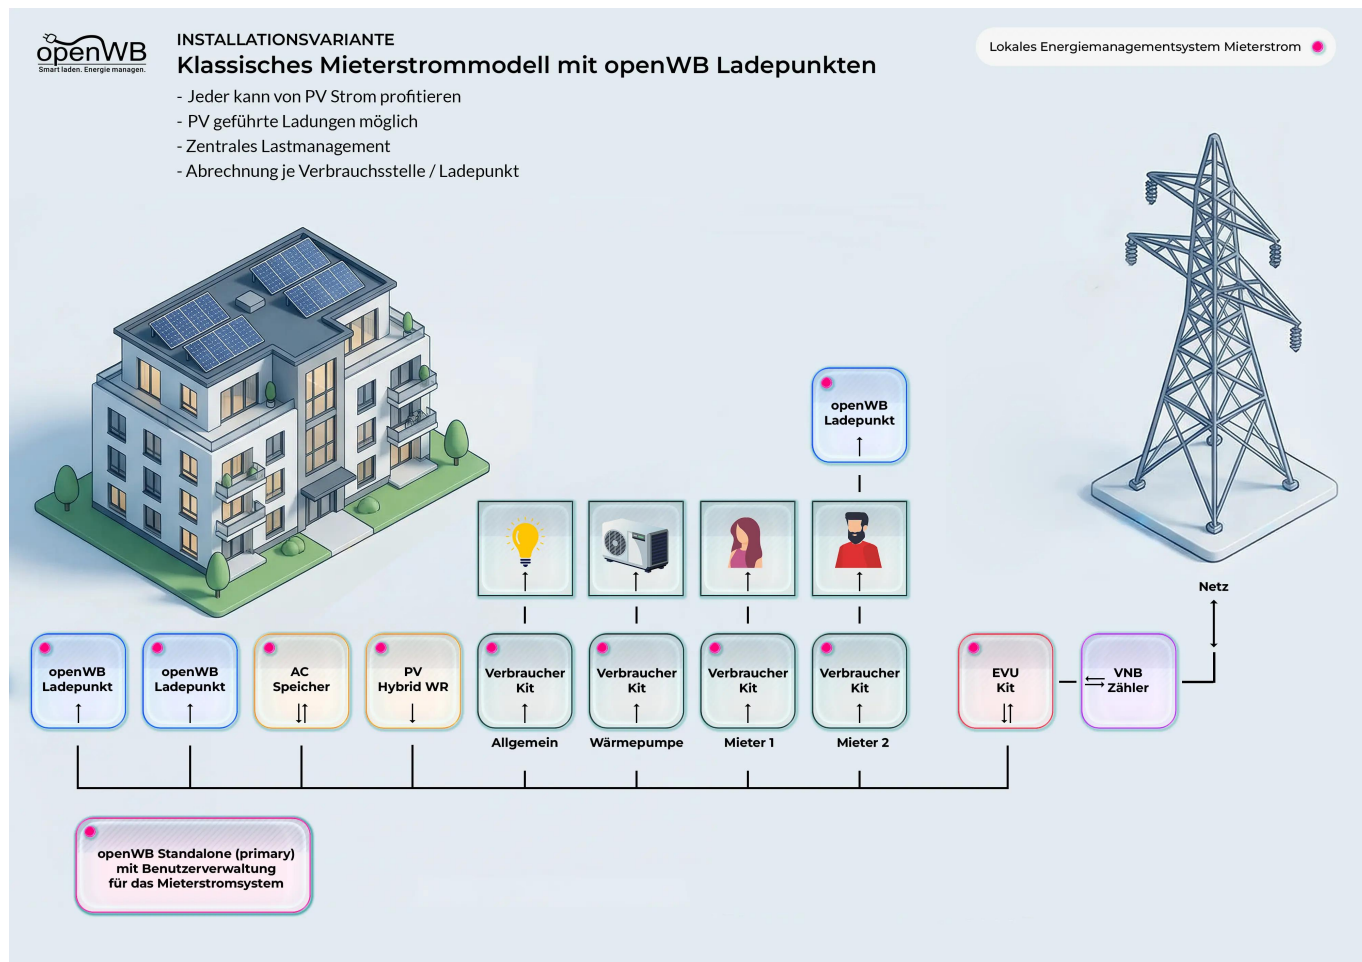 openWB
Smart laden. Energie managen.
INSTALLATIONSVARIANTE
Klassisches Mieterstrommodell mit openWB Ladepunkten
- Jeder kann von PV Strom profitieren
- PV geführte Ladungen möglich
- Zentrales Lastmanagement
- Abrechnung je Verbrauchsstelle / Ladepunkt
Lokales Energiemanagementsystem Mieterstrom
openWB
Ladepunkt
Netz
openWB
Ladepunkt
openWB
Ladepunkt
AC
Speicher
PV
Hybrid WR
Verbraucher
Kit
Verbraucher
Kit
Verbraucher
Kit
Verbraucher
Kit
EVU
Kit
VNB
Zähler
Allgemein
Wärmepumpe
Mieter 1
Mieter 2
openWB Standalone (primary)
mit Benutzerverwaltung
für das Mieterstromsystem